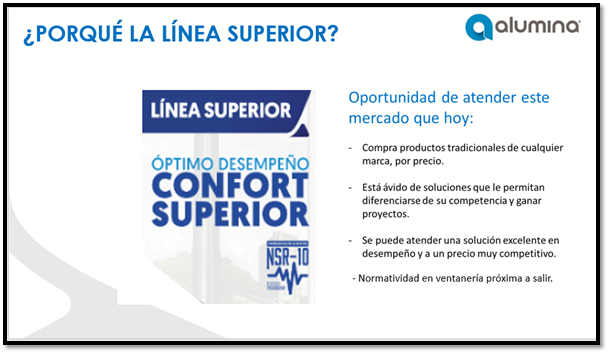 ¿PORQUÉ LA LÍNEA SUPERIOR?
alumina
LÍNEA SUPERIOR
ÓPTIMO DESEMPEÑO
CONFORT
SUPERIOR
NSR-10
Oportunidad de atender este
mercado que hoy:
- Compra productos tradicionales de cualquier
marca, por precio.
- Está ávido de soluciones que le permitan
diferenciarse de su competencia y ganar
proyectos.
- Se puede atender una solución excelente en
desempeño y a un precio muy competitivo.
- Normatividad en ventanería próxima a salir.